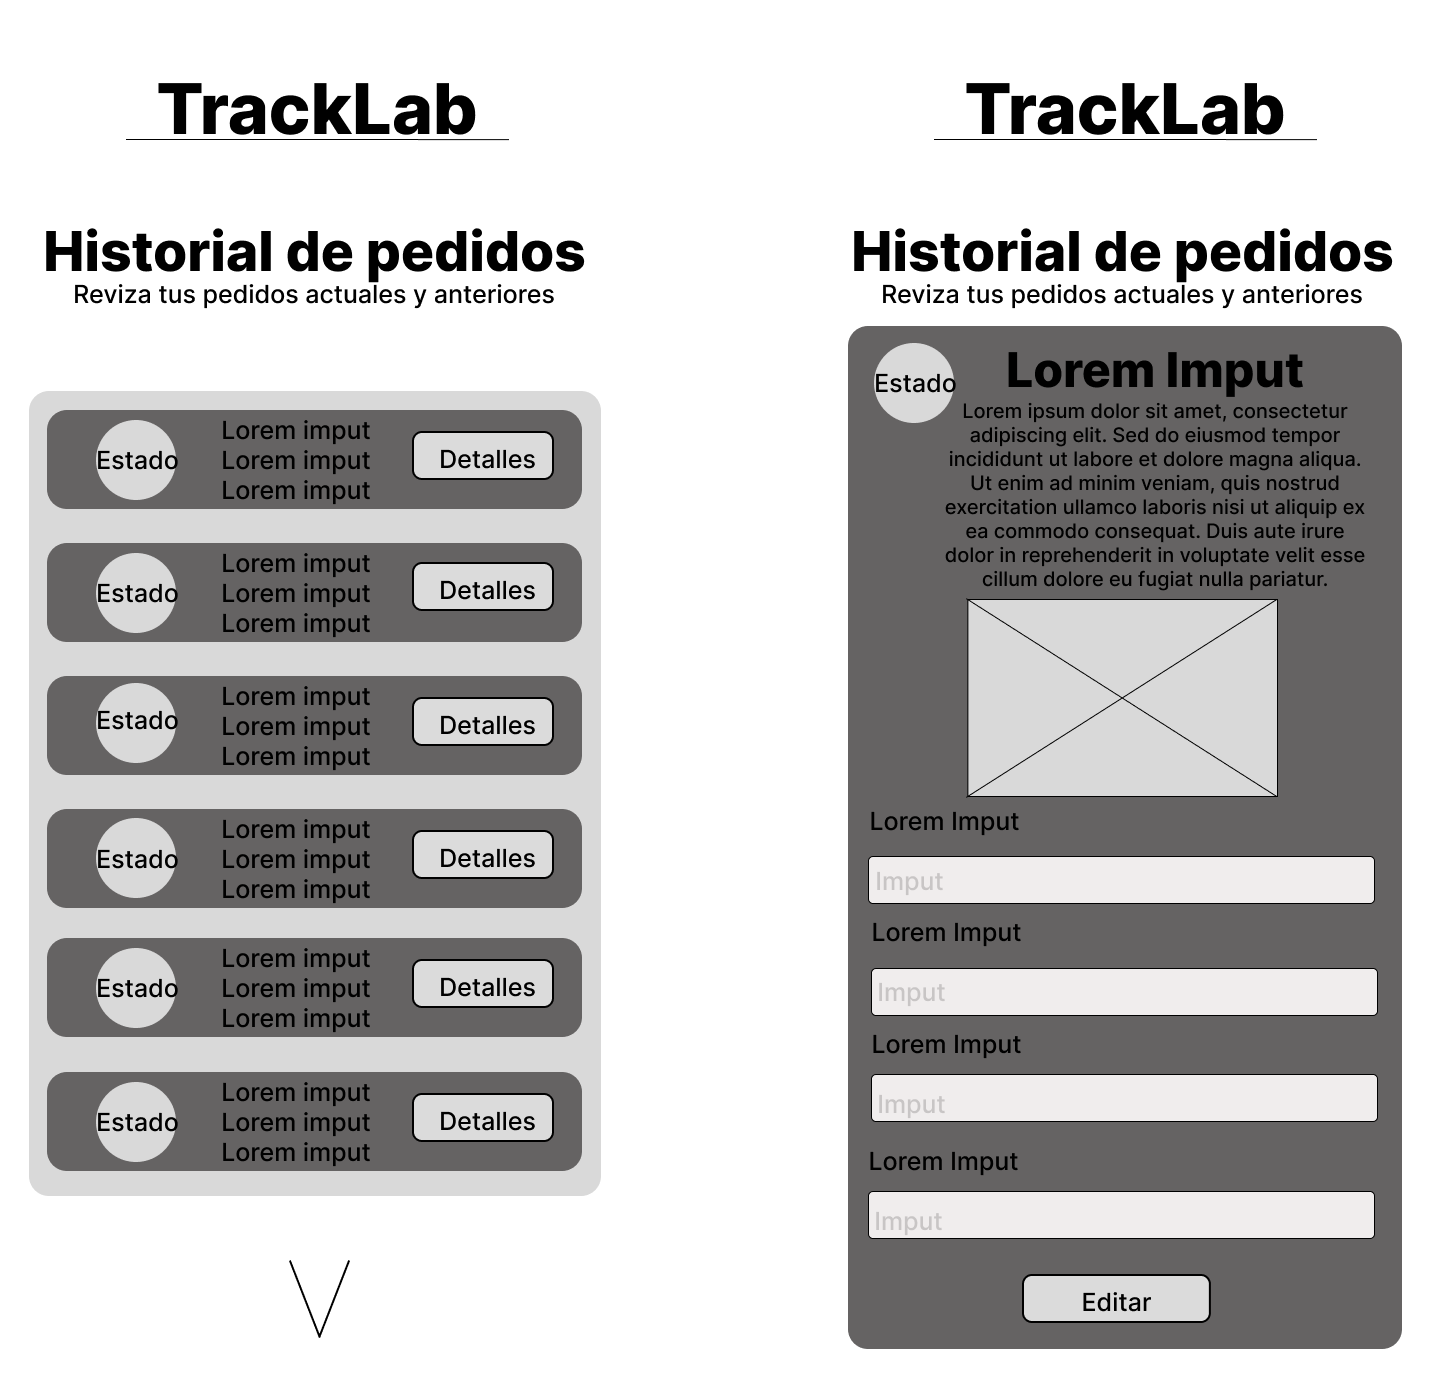 TrackLab
Historial de pedidos
Reviza tus pedidos actuales y anteriores
Estado
Lorem imput
Lorem imput
Lorem imput
Detalles
Estado
Lorem imput
Lorem imput
Lorem imput
Detalles
Estado
Lorem imput
Lorem imput
Lorem imput
Detalles
Estado
Lorem imput
Lorem imput
Lorem imput
Detalles
Estado
Lorem imput
Lorem imput
Lorem imput
Detalles
Estado
Lorem imput
Lorem imput
Lorem imput
Detalles
TrackLab
Historial de pedidos
Reviza tus pedidos actuales y anteriores
Estado
Lorem Imput
Lorem ipsum dolor sit amet, consectetur
adipiscing elit. Sed do eiusmod tempor
incididunt ut labore et dolore magna aliqua.
Ut enim ad minim veniam, quis nostrud
exercitation ullamco laboris nisi ut aliquip ex
ea commodo consequat. Duis aute irure
dolor in reprehenderit in voluptate velit esse
cillum dolore eu fugiat nulla pariatur.
Lorem Imput
Imput
Lorem Imput
Imput
Lorem Imput
Imput
Lorem Imput
Imput
Editar